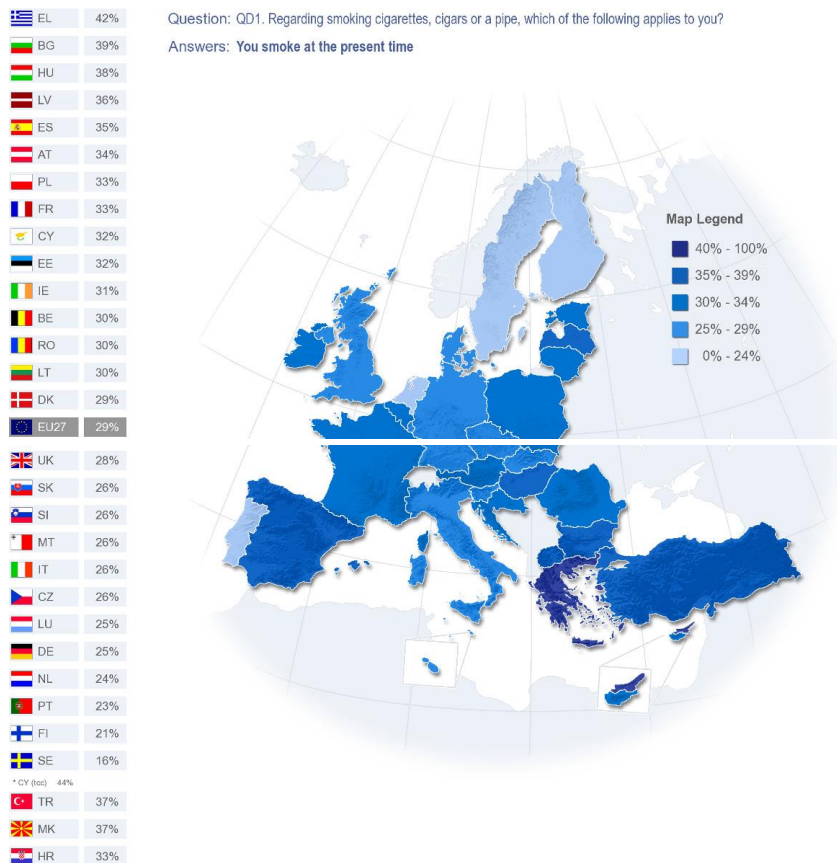 Question: QD1. Regarding smoking cigarettes, cigars or a pipe, which of the following applies to you?
Answers: You smoke at the present time
EL 42%
BG 39%
HU 38%
LV 36%
ES 35%
AT 34%
PL 33%
FR 33%
CY 32%
EE 32%
IE 31%
BE 30%
RO 30%
LT 30%
DK 29%
EU27 29%
UK 28%
SK 26%
SI 26%
MT 26%
IT 26%
CZ 26%
LU 25%
DE 25%
NL 24%
PT 23%
FI 21%
SE 16%
* CY (tcc) 44%
TR 37%
MK 37%
HR 33%
Map Legend
40% - 100%
35% - 39%
30% - 34%
25% - 29%
0% - 24%